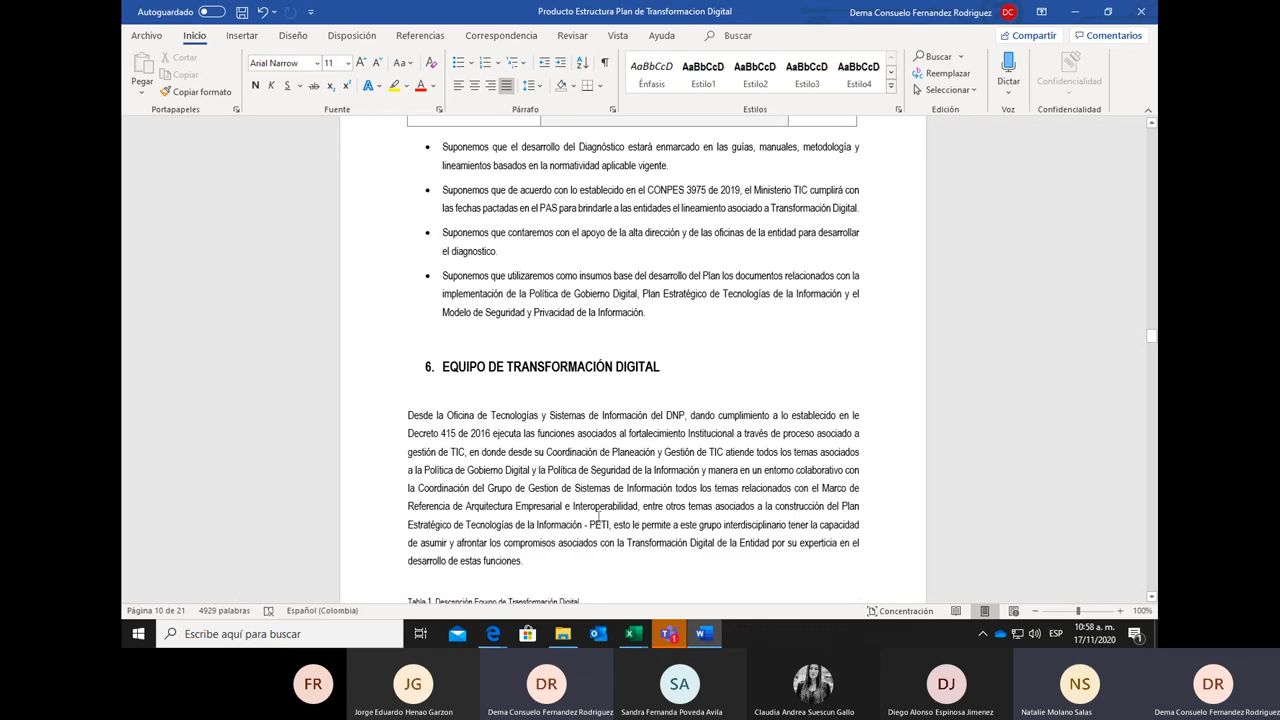 Autoguardado
Producto Estructura Plan de Transformacion Digital
Dema Consuelo Fernandez Rodriguez
DC
Archivo Inicio Insertar Diseño Disposición Referencias Correspondencia Revisar Vista Ayuda Buscar
Compartir Comentarios
Pegar
Cortar
Copiar
Copiar formato
Portapapeles
Arial Narrow 11
N K S
Fuente
Párrafo
AaBbCcD AaBbCcD AaBbCcD AaBbCcD AaBbCcD
Énfasis Estilo1 Estilo2 Estilo3 Estilo4
Estilos
Buscar
Reemplazar
Seleccionar
Edición
Dictar
Voz
Confidencialidad
Confidencialidad
• Suponemos que el desarrollo del Diagnóstico estará enmarcado en las guías, manuales, metodología y
lineamientos basados en la normatividad aplicable vigente.
• Suponemos que de acuerdo con lo establecido en el CONPES 3975 de 2019, el Ministerio TIC cumplirá con
las fechas pactadas en el PAS para brindarle a las entidades el lineamiento asociado a Transformación Digital.
• Suponemos que contaremos con el apoyo de la alta dirección y de las oficinas de la entidad para desarrollar
el diagnostico.
• Suponemos que utilizaremos como insumos base del desarrollo del Plan los documentos relacionados con la
implementación de la Política de Gobierno Digital, Plan Estratégico de Tecnologías de la Información y el
Modelo de Seguridad y Privacidad de la Información.
6. EQUIPO DE TRANSFORMACIÓN DIGITAL
Desde la Oficina de Tecnologías y Sistemas de Información del DNP, dando cumplimiento a lo establecido en le
Decreto 415 de 2016 ejecuta las funciones asociados al fortalecimiento Institucional a través de proceso asociado a
gestión de TIC, en donde desde su Coordinación de Planeación y Gestión de TIC atiende todos los temas asociados
a la Política de Gobierno Digital y la Política de Seguridad de la Información y manera en un entorno colaborativo con
la Coordinación del Grupo de Gestion de Sistemas de Información todos los temas relacionados con el Marco de
Referencia de Arquitectura Empresarial e Interoperabilidad, entre otros temas asociados a la construcción del Plan
Estratégico de Tecnologías de la Información - PETI, esto le permite a este grupo interdisciplinario tener la capacidad
de asumir y afrontar los compromisos asociados con la Transformación Digital de la Entidad por su experticia en el
desarrollo de estas funciones.
Tabla 1. Descripción Equipo de Transformación Digital
Página 10 de 21 4929 palabras Español (Colombia)
Concentración
100%
Escribe aquí para buscar
ESP
10:58 a. m.
17/11/2020
FR JG DR SA DJ NS DR
Jorge Eduardo Henao Garzon
Dema Consuelo Fernandez Rodriguez
Sandra Fernanda Poveda Avila
Claudia Andrea Suescun Gallo
Diego Alonso Espinosa Jimenez
Natalie Molano Salas
Dema Consuelo Fernandez Rodriguez